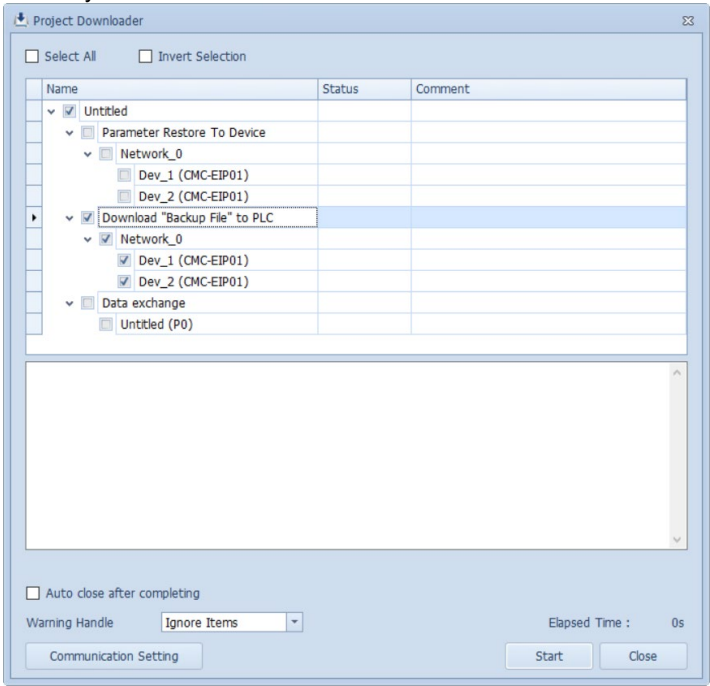 Project Downloader
Select All Invert Selection
Name Status Comment
Untitled
Parameter Restore To Device
Network_0
Dev_1 (CMC-EIP01)
Dev_2 (CMC-EIP01)
Download "Backup File" to PLC
Network_0
Dev_1 (CMC-EIP01)
Dev_2 (CMC-EIP01)
Data exchange
Untitled (P0)
Auto close after completing
Warning Handle Ignore Items Elapsed Time : 0s
Communication Setting Start Close